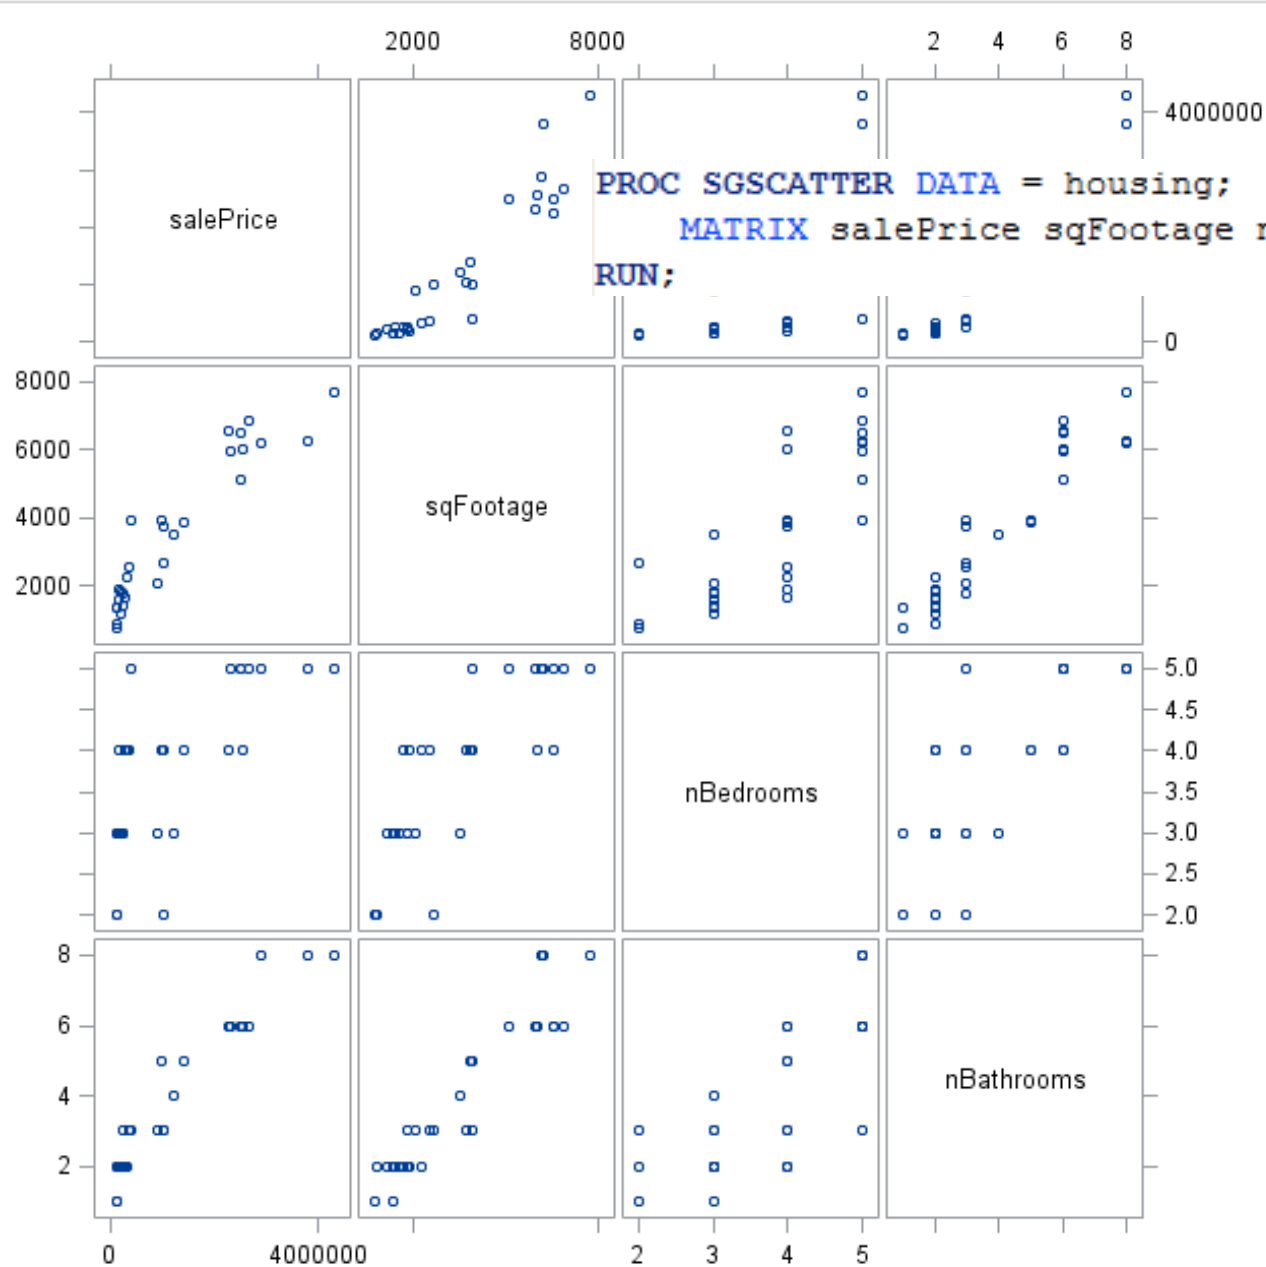 2000 8000 2 4 6 8
4000000
salePrice
PROC SGSCATTER DATA = housing;
MATRIX salePrice sqFootage
RUN;
0
8000
6000
4000
2000
sqFootage
5.0
4.5
4.0
3.5
3.0
2.5
2.0
nBedrooms
8
6
4
2
nBathrooms
0 4000000 2 3 4 5